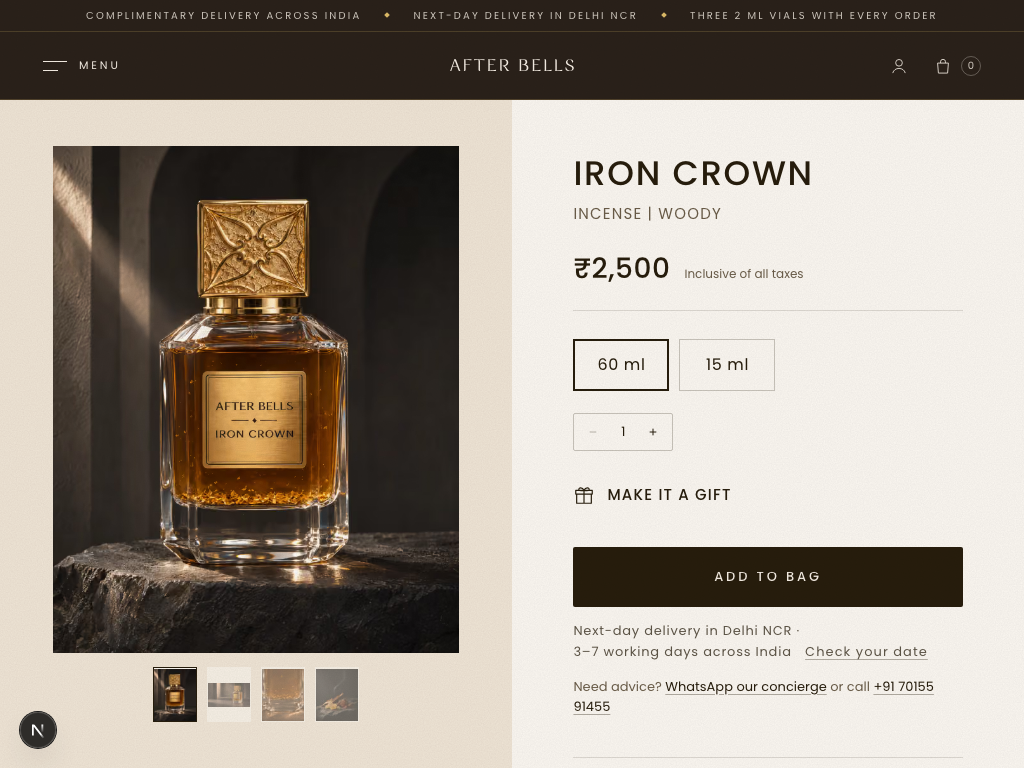 COMPLIMENTARY DELIVERY ACROSS INDIA ◆ NEXT-DAY DELIVERY IN DELHI NCR ◆ THREE 2 ML VIALS WITH EVERY ORDER
MENU
AFTER BELLS
0
AFTER BELLS
IRON CROWN
IRON CROWN
INCENSE | WOODY
₹2,500 Inclusive of all taxes
60 ml
15 ml
− 1 +
MAKE IT A GIFT
ADD TO BAG
Next-day delivery in Delhi NCR ·
3–7 working days across India Check your date
Need advice? WhatsApp our concierge or call +91 70155
91455
N